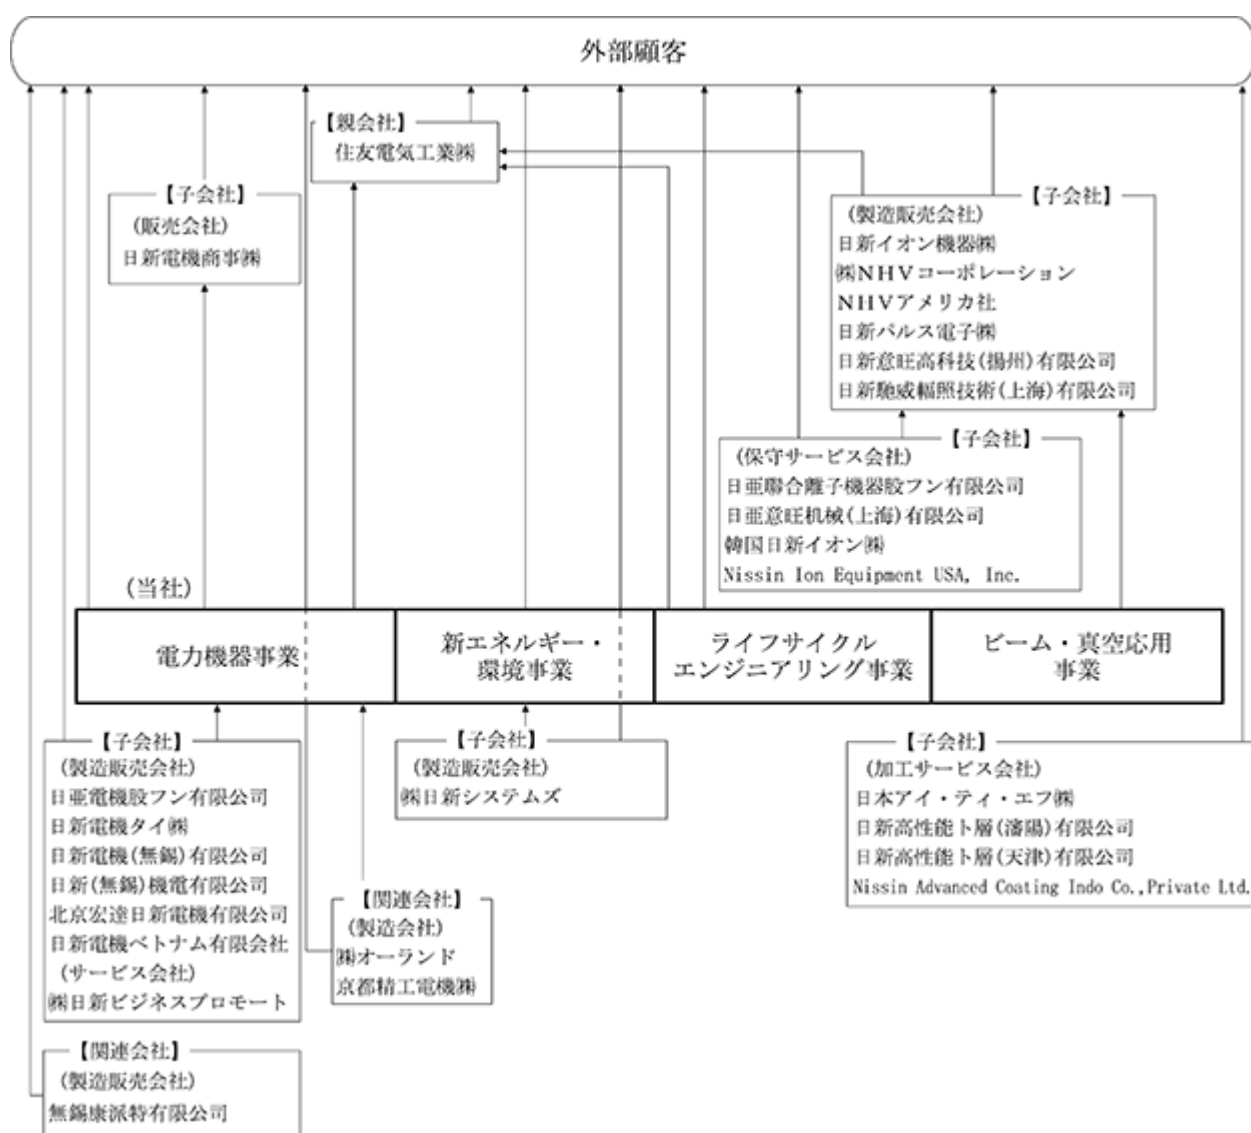 外部顧客
【親会社】
住友電気工業㈱
【子会社】
(販売会社)
日新電機商事㈱
【子会社】
(製造販売会社)
日新イオン機器㈱
㈱NHVコーポレーション
NHVアメリカ社
日新パルス電子㈱
日新意旺高科技(揚州)有限公司
日新馳威輻照技術(上海)有限公司
【子会社】
(保守サービス会社)
日亜聯合離子機器股フン有限公司
日亜意旺机械(上海)有限公司
韓国日新イオン㈱
Nissin Ion Equipment USA, Inc.
(当社)
電力機器事業
新エネルギー・
環境事業
ライフサイクル
エンジニアリング事業
ビーム・真空応用
事業
【子会社】
(製造販売会社)
日亜電機股フン有限公司
日新電機タイ㈱
日新電機(無錫)有限公司
日新(無錫)機電有限公司
北京宏達日新電機有限公司
日新電機ベトナム有限会社
(サービス会社)
㈱日新ビジネスプロモート
【子会社】
(製造販売会社)
㈱日新システムズ
【子会社】
(加工サービス会社)
日本アイ・ティ・エフ㈱
日新高性能ト層(瀋陽)有限公司
日新高性能ト層(天津)有限公司
Nissin Advanced Coating Indo Co.,Private Ltd.
【関連会社】
(製造会社)
㈱オーランド
京都精工電機㈱
【関連会社】
(製造販売会社)
無錫康派特有限公司